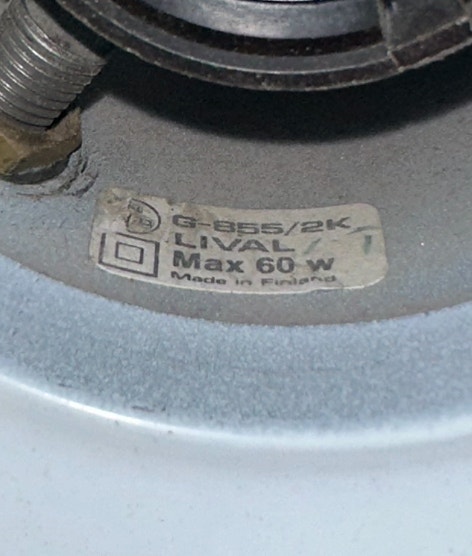 G-855/2K
LIVAL
Max 60 w
Made in Finland